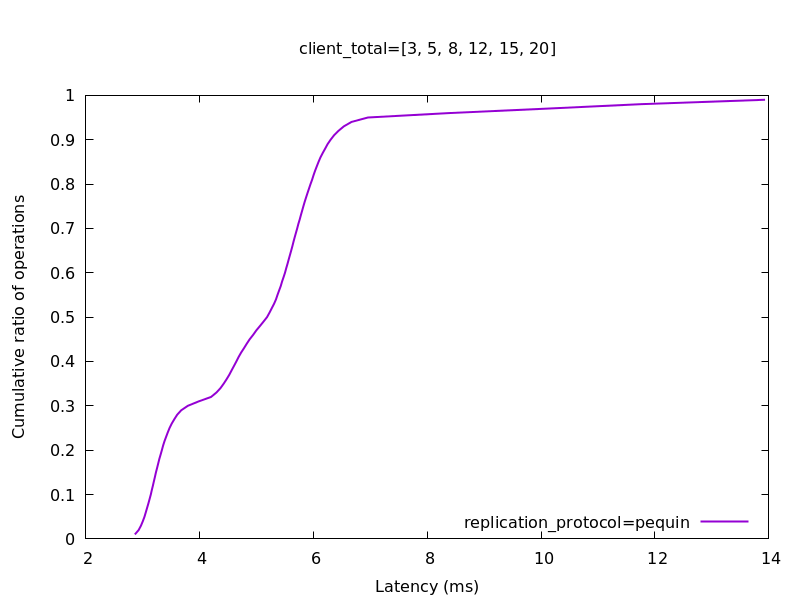 client_total=[3, 5, 8, 12, 15, 20]
1
0.9
0.8
0.7
0.6
0.5
0.4
0.3
0.2
0.1
0
Cumulative ratio of operations
replication_protocol=pequin
2 4 6 8 10 12 14
Latency (ms)